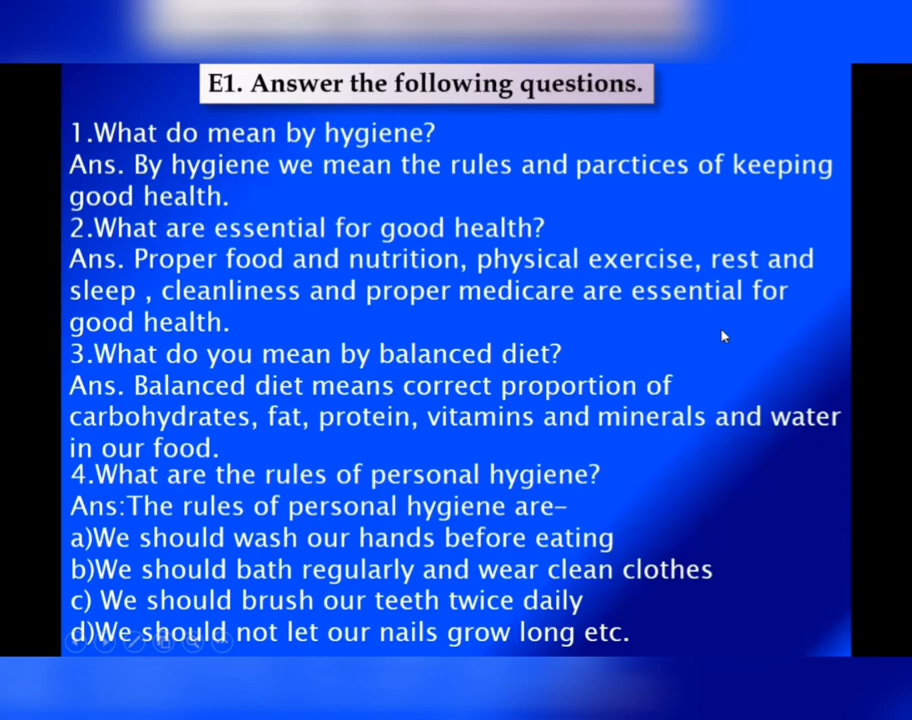 E1. Answer the following questions.
1.What do mean by hygiene?
Ans. By hygiene we mean the rules and parctices of keeping
good health.
2.What are essential for good health?
Ans. Proper food and nutrition, physical exercise, rest and
sleep , cleanliness and proper medicare are essential for
good health.
3.What do you mean by balanced diet?
Ans. Balanced diet means correct proportion of
carbohydrates, fat, protein, vitamins and minerals and water
in our food.
4.What are the rules of personal hygiene?
Ans:The rules of personal hygiene are–
a)We should wash our hands before eating
b)We should bath regularly and wear clean clothes
c) We should brush our teeth twice daily
d)We should not let our nails grow long etc.